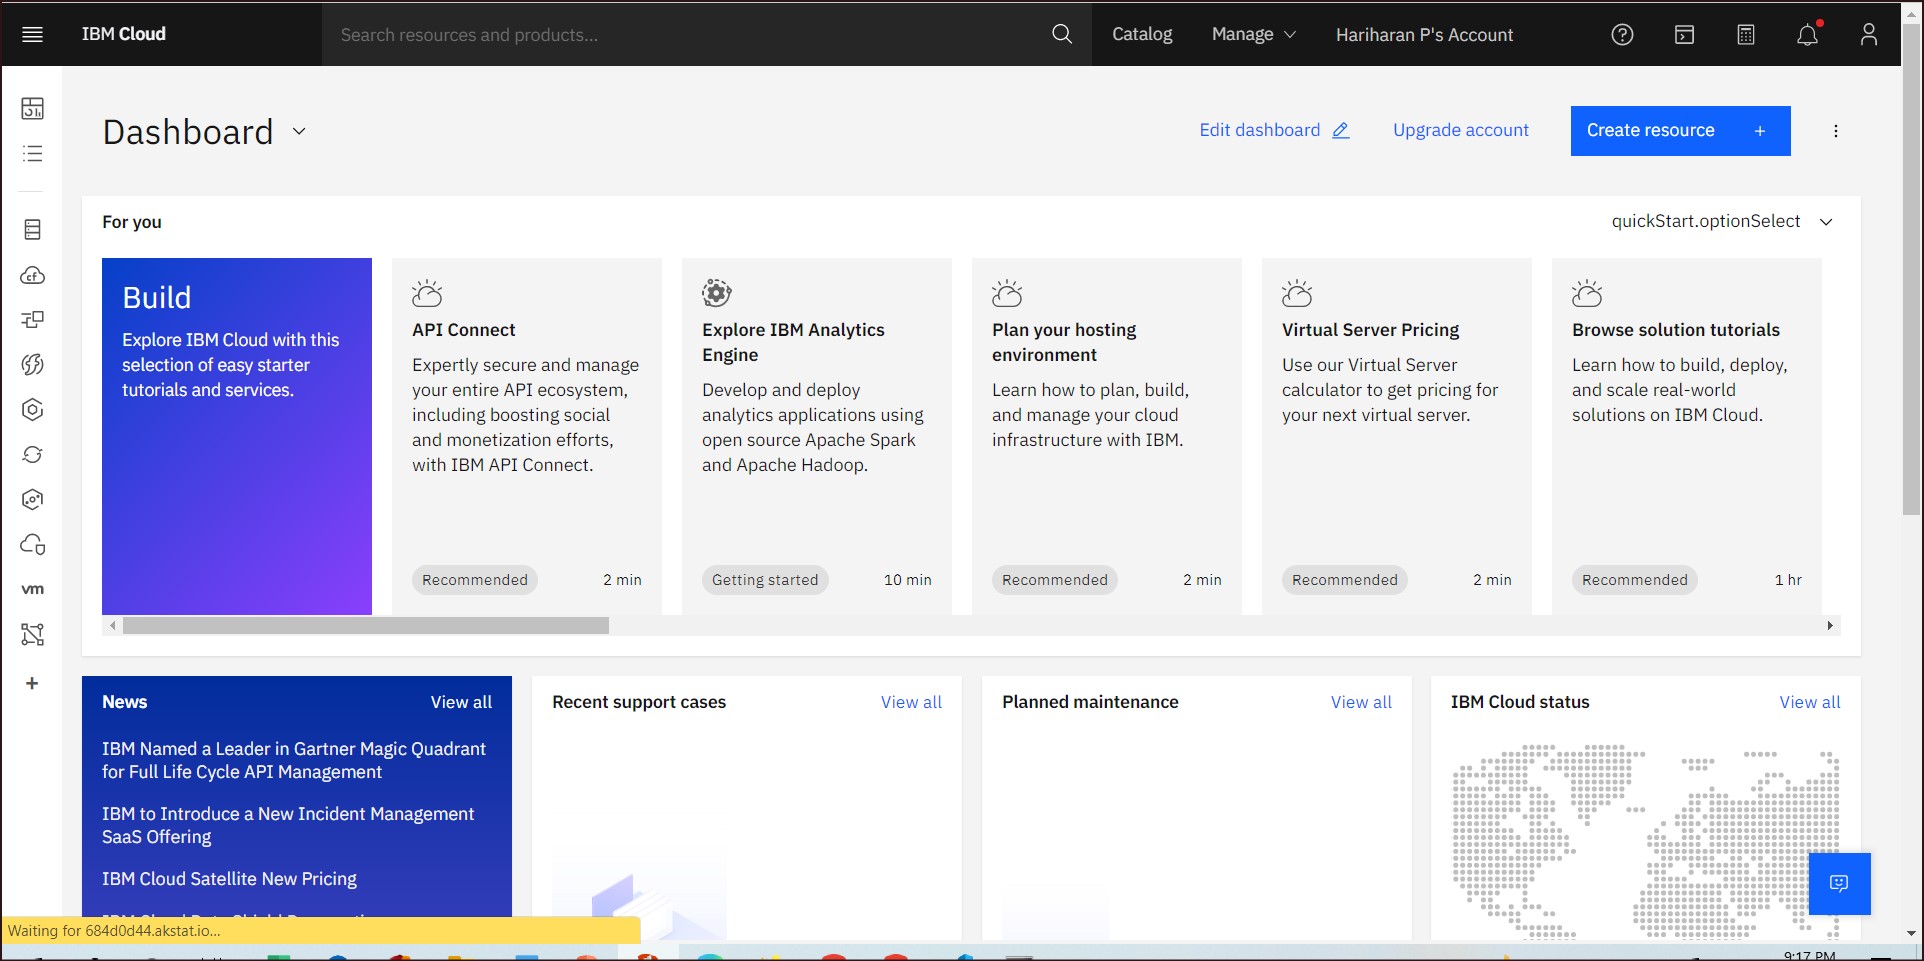 IBM Cloud
Search resources and products...
Catalog
Manage
Hariharan P's Account
Dashboard
Edit dashboard
Upgrade account
Create resource +
For you
quickStart.optionSelect
Build
Explore IBM Cloud with this
selection of easy starter
tutorials and services.
API Connect
Expertly secure and manage
your entire API ecosystem,
including boosting social
and monetization efforts,
with IBM API Connect.
Recommended
2 min
Explore IBM Analytics
Engine
Develop and deploy
analytics applications using
open source Apache Spark
and Apache Hadoop.
Getting started
10 min
Plan your hosting
environment
Learn how to plan, build,
and manage your cloud
infrastructure with IBM.
Recommended
2 min
Virtual Server Pricing
Use our Virtual Server
calculator to get pricing for
your next virtual server.
Recommended
2 min
Browse solution tutorials
Learn how to build, deploy,
and scale real-world
solutions on IBM Cloud.
Recommended
1 hr
cf
vm
News
View all
IBM Named a Leader in Gartner Magic Quadrant
for Full Life Cycle API Management
IBM to Introduce a New Incident Management
SaaS Offering
IBM Cloud Satellite New Pricing
Recent support cases
View all
Planned maintenance
View all
IBM Cloud status
View all
Waiting for 684d0d44.akstat.io...
9:17 PM